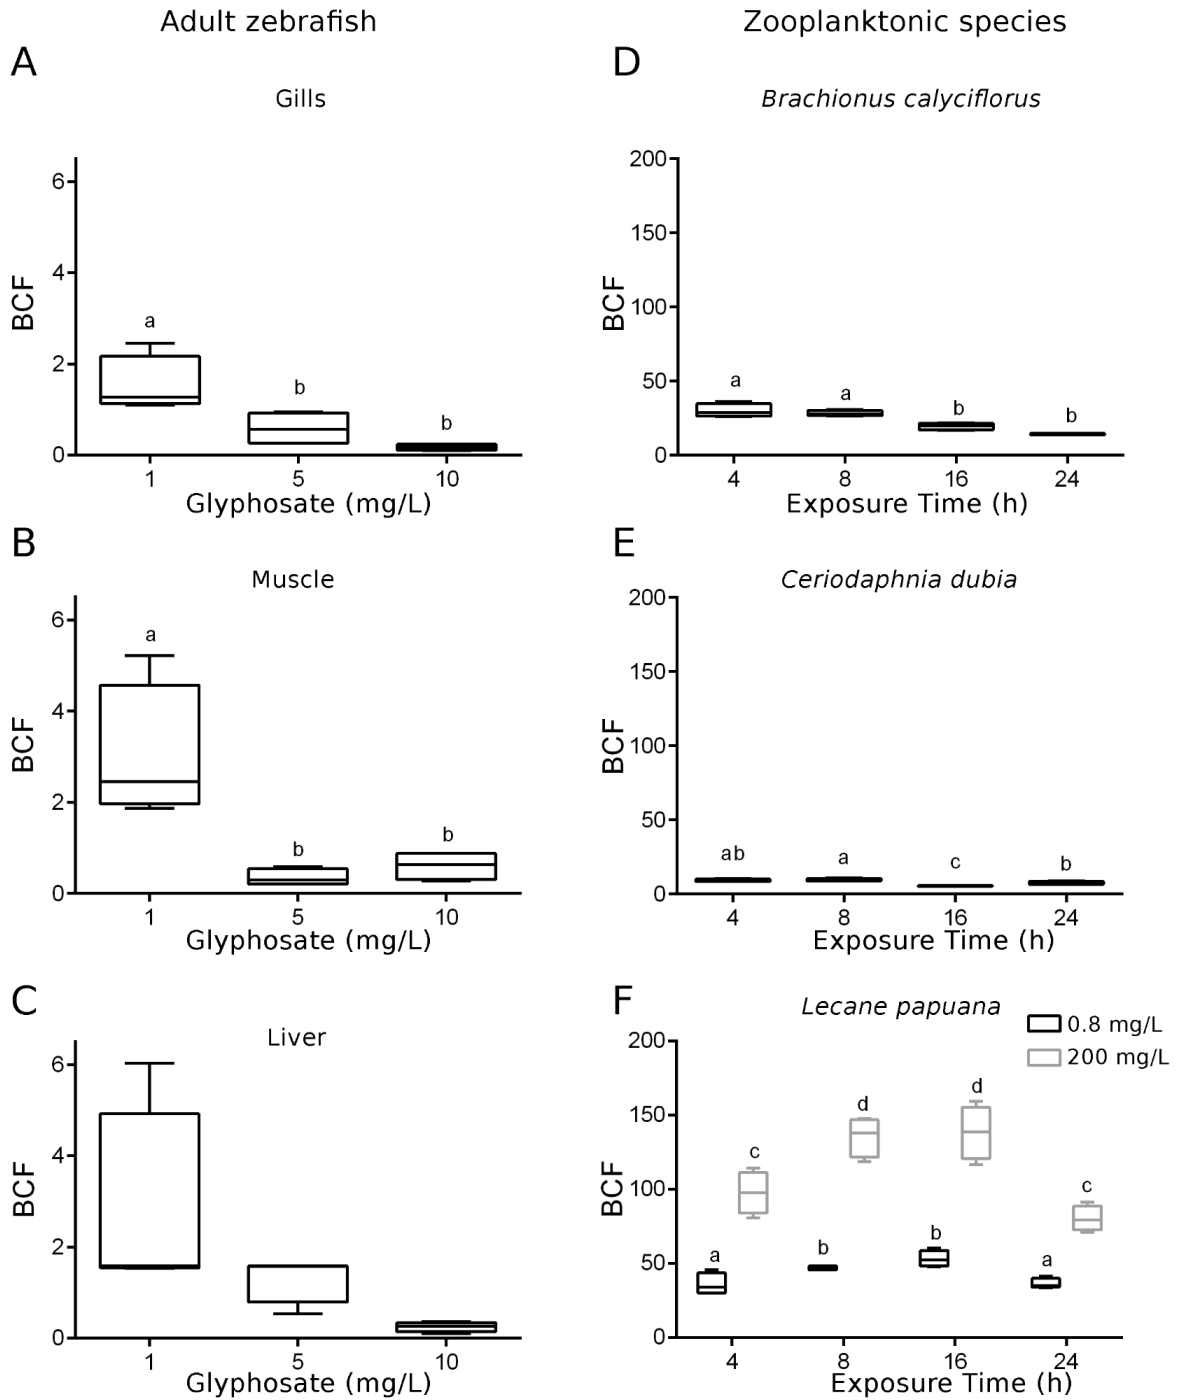 Adult zebrafish
Zooplanktonic species
A
Gills
6
4
2
0
BCF
a
b
b
1
5
10
Glyphosate (mg/L)
D
Brachionus calyciflorus
200
150
100
50
0
BCF
a
a
b
b
4
8
16
24
Exposure Time (h)
B
Muscle
6
4
2
0
BCF
a
b
b
1
5
10
Glyphosate (mg/L)
E
Ceriodaphnia dubia
200
150
100
50
0
BCF
ab
a
c
b
4
8
16
24
Exposure Time (h)
C
Liver
6
4
2
0
BCF
1
5
10
Glyphosate (mg/L)
F
Lecane papuana
0.8 mg/L
200 mg/L
200
150
100
50
0
BCF
a
c
b
d
b
d
a
c
4
8
16
24
Exposure Time (h)